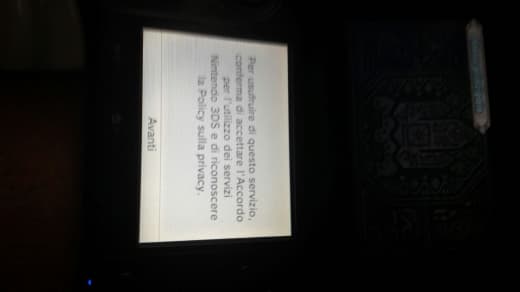 Per usufruire di questo servizio,
conferma di accettare l'Accordo
per l'utilizzo dei servizi
Nintendo 3DS e di riconoscere
la Policy sulla privacy.
Avanti